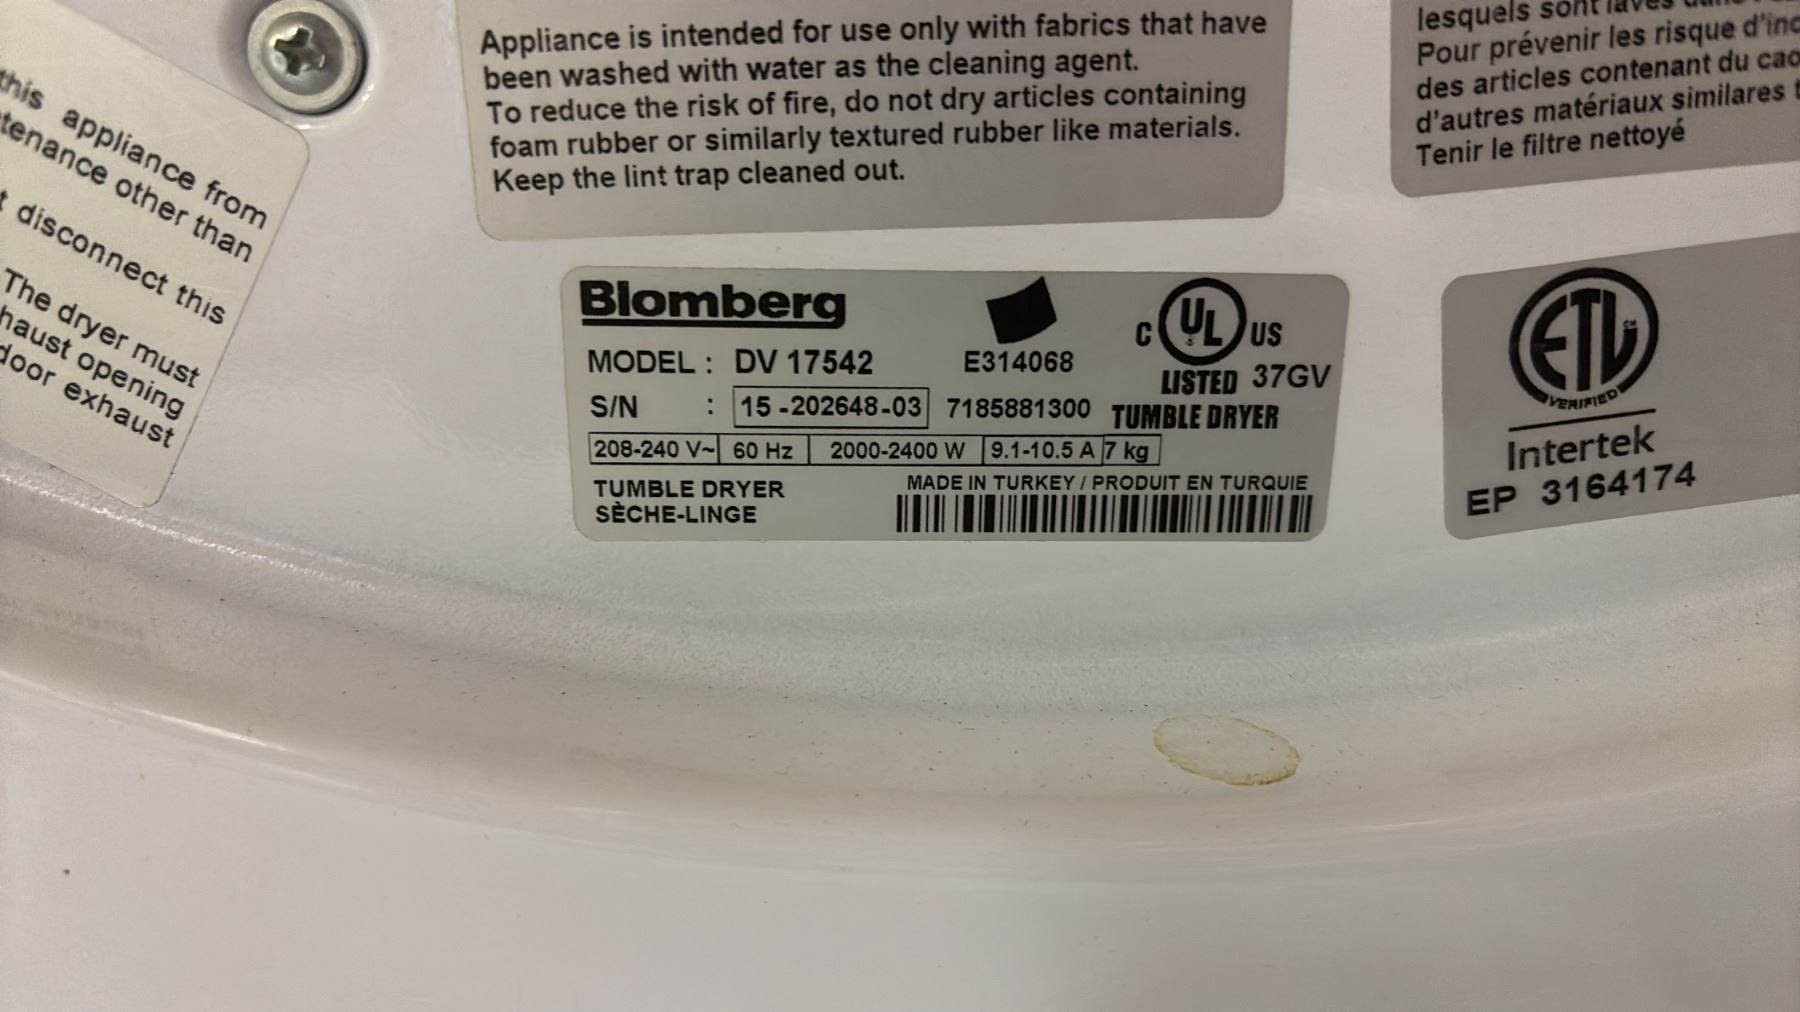 this appliance from
tenance other than
disconnect this
The dryer must
haust opening
door exhaust
Appliance is intended for use only with fabrics that have
been washed with water as the cleaning agent.
To reduce the risk of fire, do not dry articles containing
foam rubber or similarly textured rubber like materials.
Keep the lint trap cleaned out.
lesquels sont
Pour prévenir les risque d'inc
des articles contenant du cao
d'autres matériaux similares t
Tenir le filtre nettoyé
Blomberg
MODEL : DV 17542
E314068
C UL US
LISTED 37GV
S/N : 15 -202648-03 7185881300 TUMBLE DRYER
208-240 V~ 60 Hz 2000-2400 W 9.1-10.5 A 7 kg
TUMBLE DRYER
SÈCHE-LINGE
MADE IN TURKEY / PRODUIT EN TURQUIE
ETL CM
VERIFIED
Intertek
EP 3164174